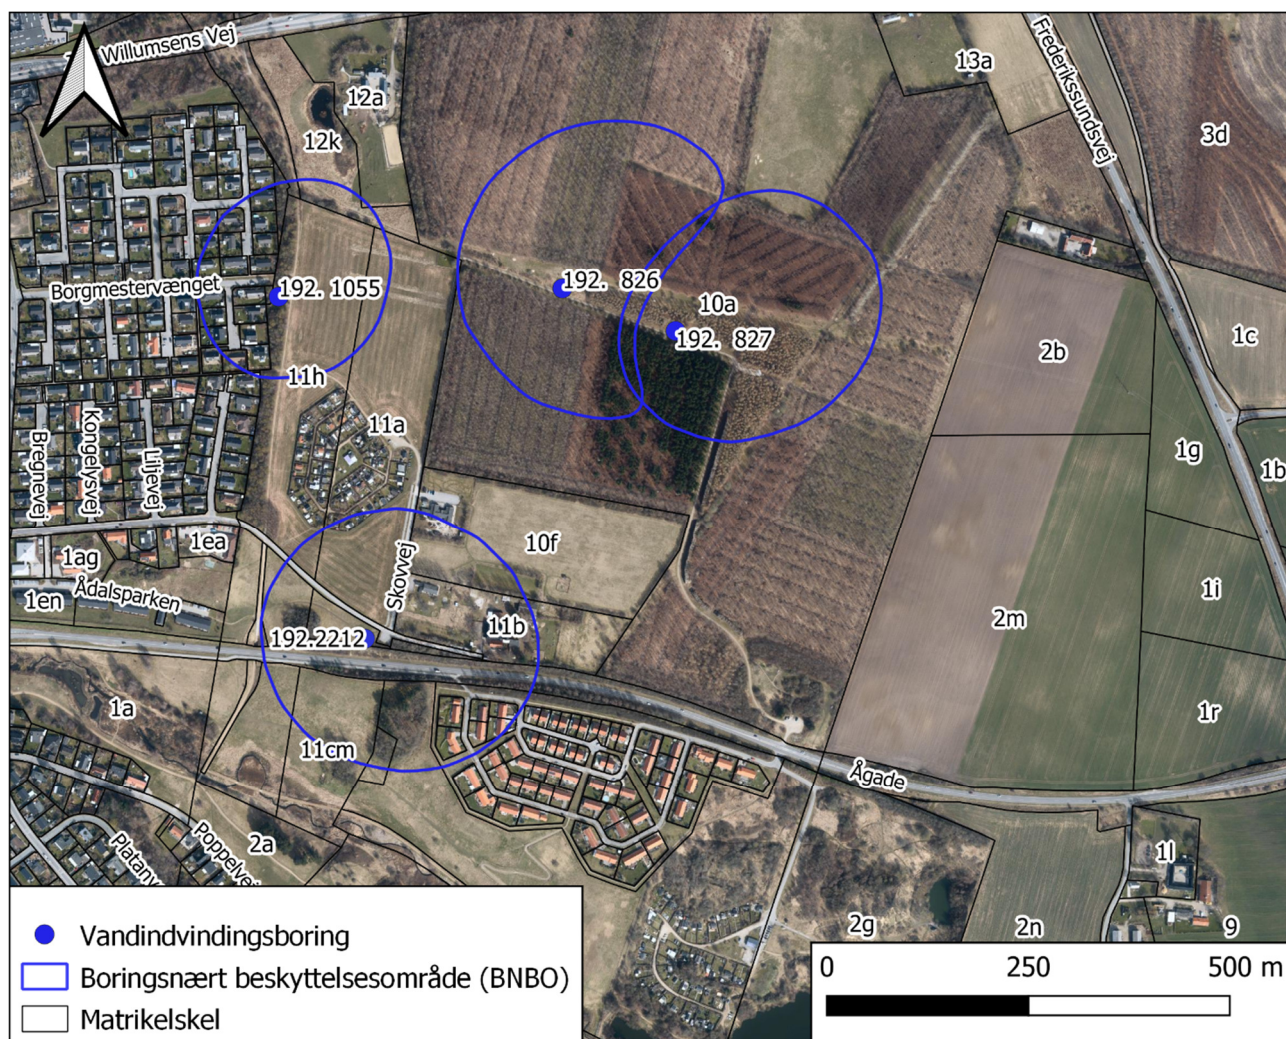 Willumsens Vej
Frederikssundsvej
13a
12a
12k
3d
192. 1055
192. 826
Borgmestervænget
10a
192. 827
1c
2b
11h
11a
Bregnevej
Kongelysvej
Liljevej
1g
1b
1ea
10f
1ag
Skovvej
Ådalsparken
1en
1i
2m
11b
192.2212
1a
1r
11cm
Ågade
Poppelvej
2a
1l
2g
2n
9
Vandindvindingsboring
Boringsnært beskyttelsesområde (BNBO)
Matrikelskel
0 250 500 m